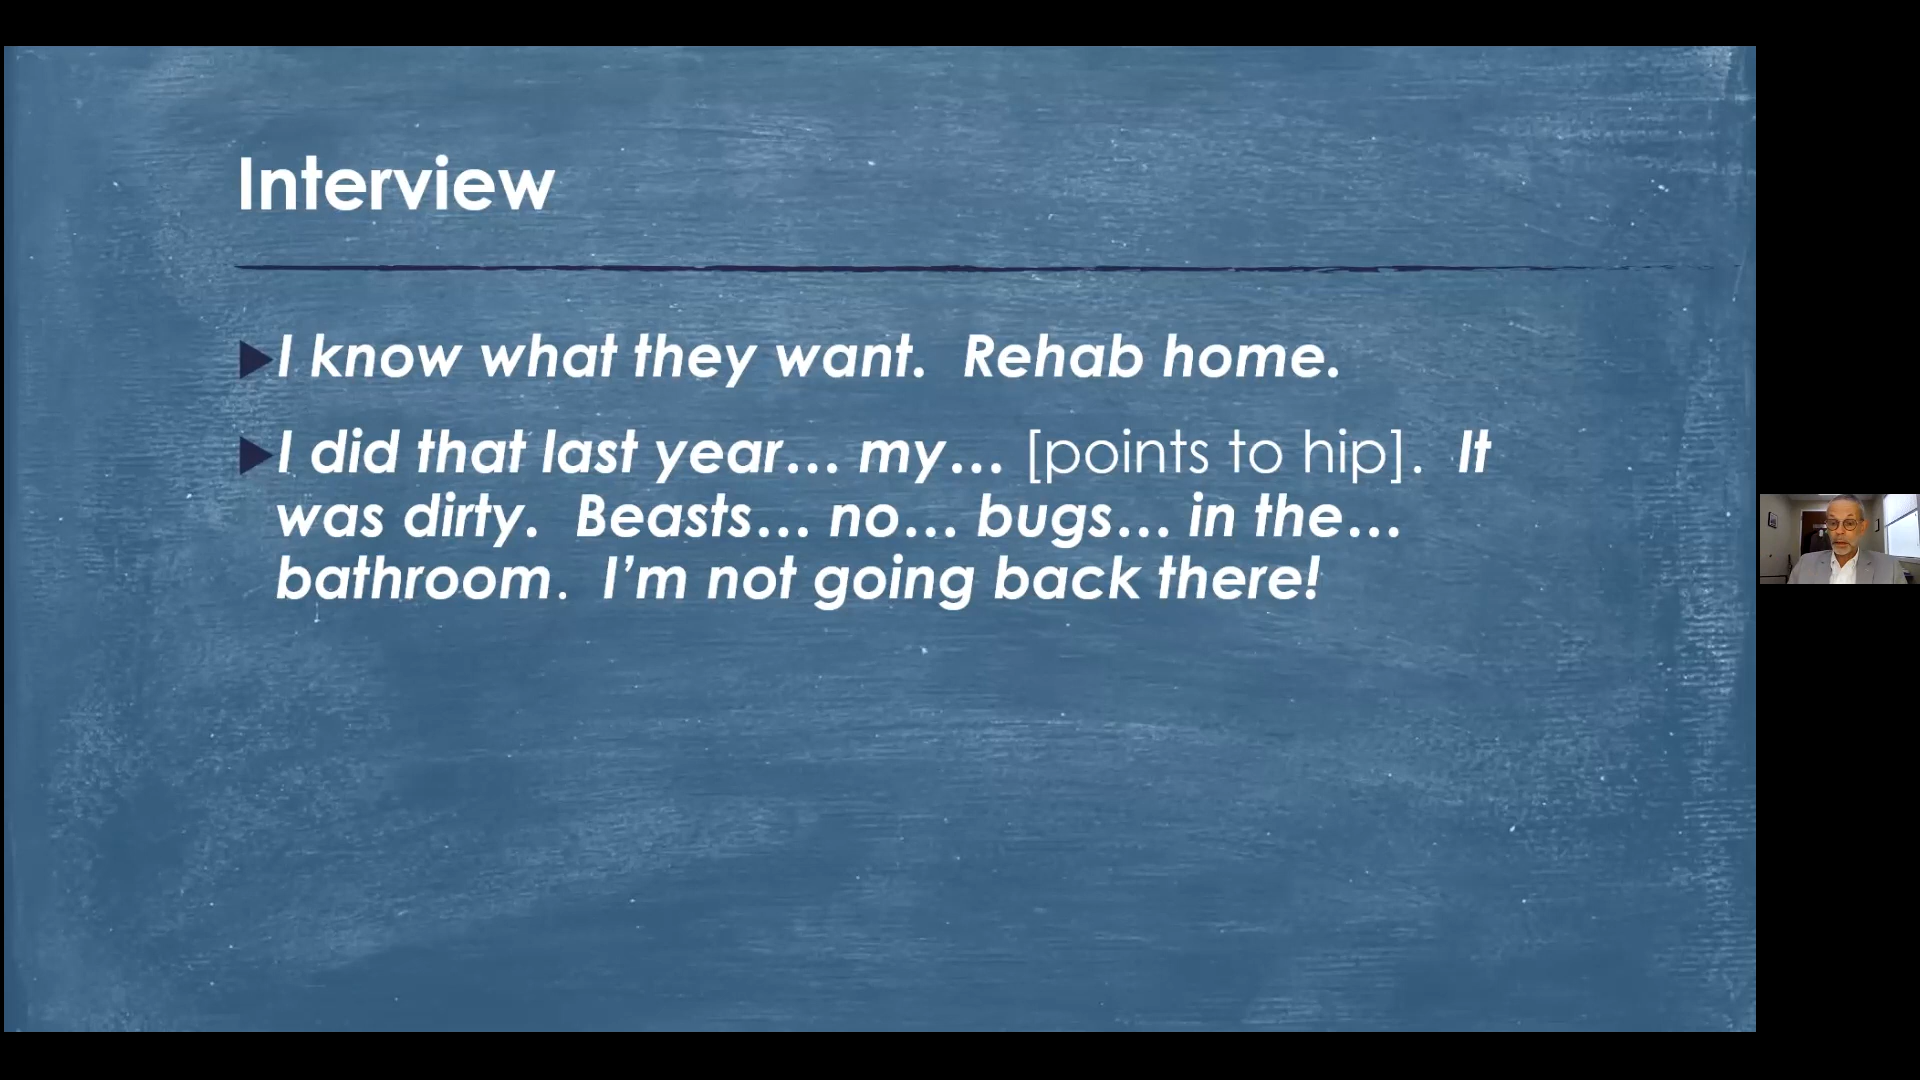 Interview
I know what they want.  Rehab home.
I did that last year… my… [points to hip].  It
was dirty.  Beasts… no… bugs… in the…
bathroom.  I’m not going back there!